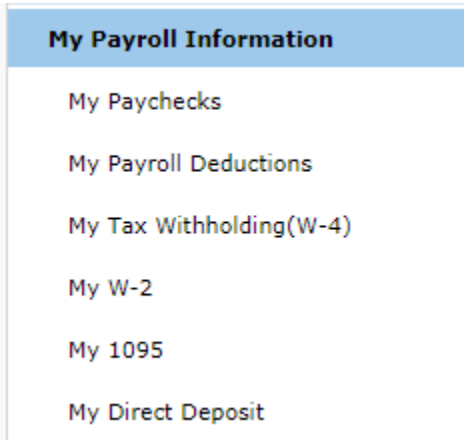 My Payroll Information
My Paychecks
My Payroll Deductions
My Tax Withholding(W-4)
My W-2
My 1095
My Direct Deposit